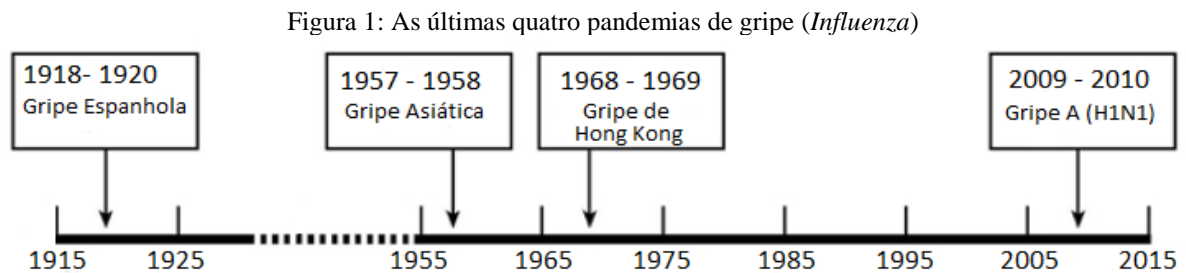 Figura 1: As últimas quatro pandemias de gripe (Influenza)
1918- 1920
Gripe Espanhola
1957 - 1958
Gripe Asiática
1968 - 1969
Gripe de
Hong Kong
2009 - 2010
Gripe A (H1N1)
1915 1925 1955 1965 1975 1985 1995 2005 2015